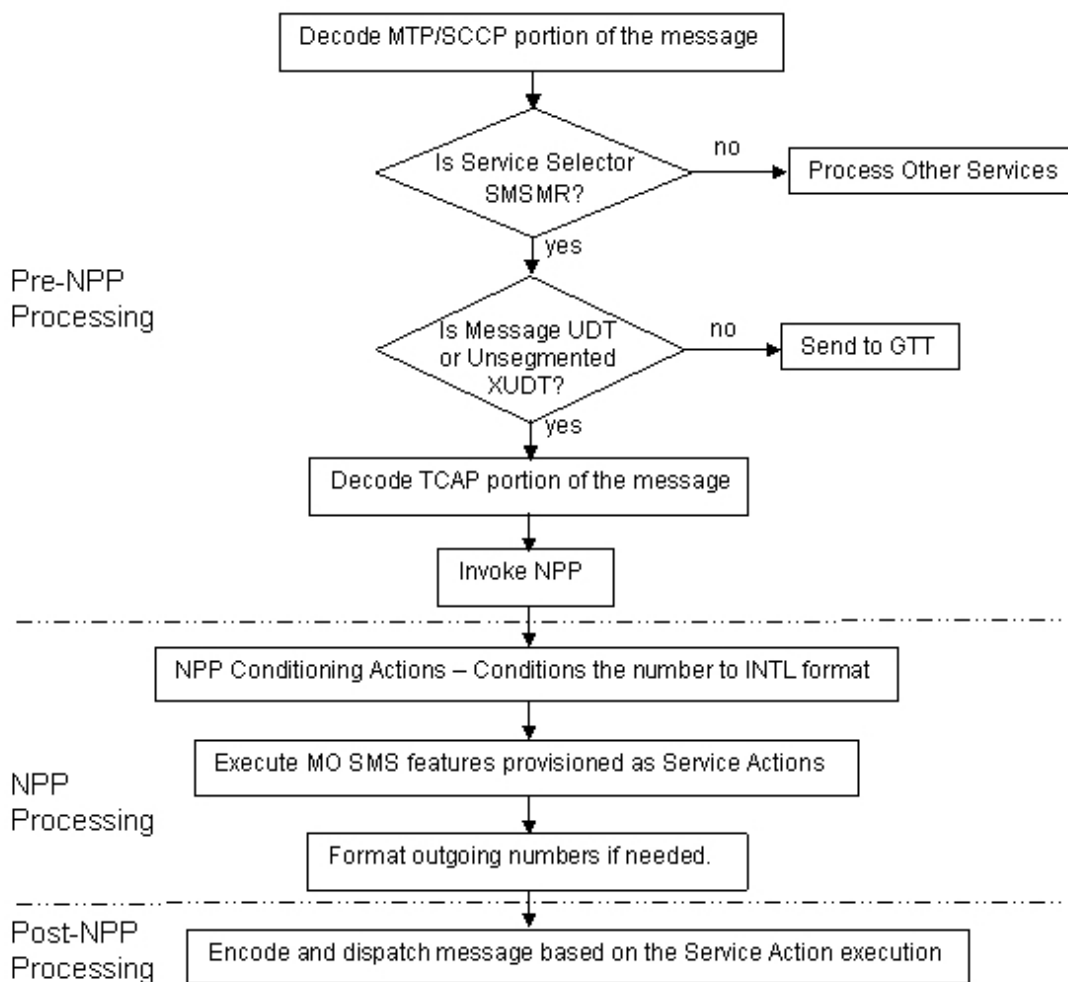 Decode MTP/SCCP portion of the message
Is Service Selector
SMSMR?
no
Process Other Services
yes
Pre-NPP
Processing
Is Message UDT
or Unsegmented
XUDT?
no
Send to GTT
yes
Decode TCAP portion of the message
Invoke NPP
NPP Conditioning Actions – Conditions the number to INTL format
Execute MO SMS features provisioned as Service Actions
NPP
Processing
Format outgoing numbers if needed.
Post-NPP
Processing
Encode and dispatch message based on the Service Action execution